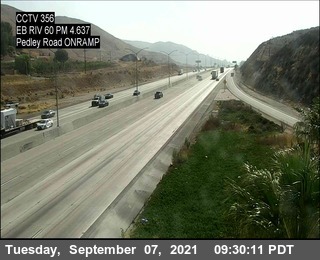 CCTV 356
EB RIV 60 PM 4.637
Pedley Road ONRAMP
Tuesday, September 07, 2021 09:30:11 PDT